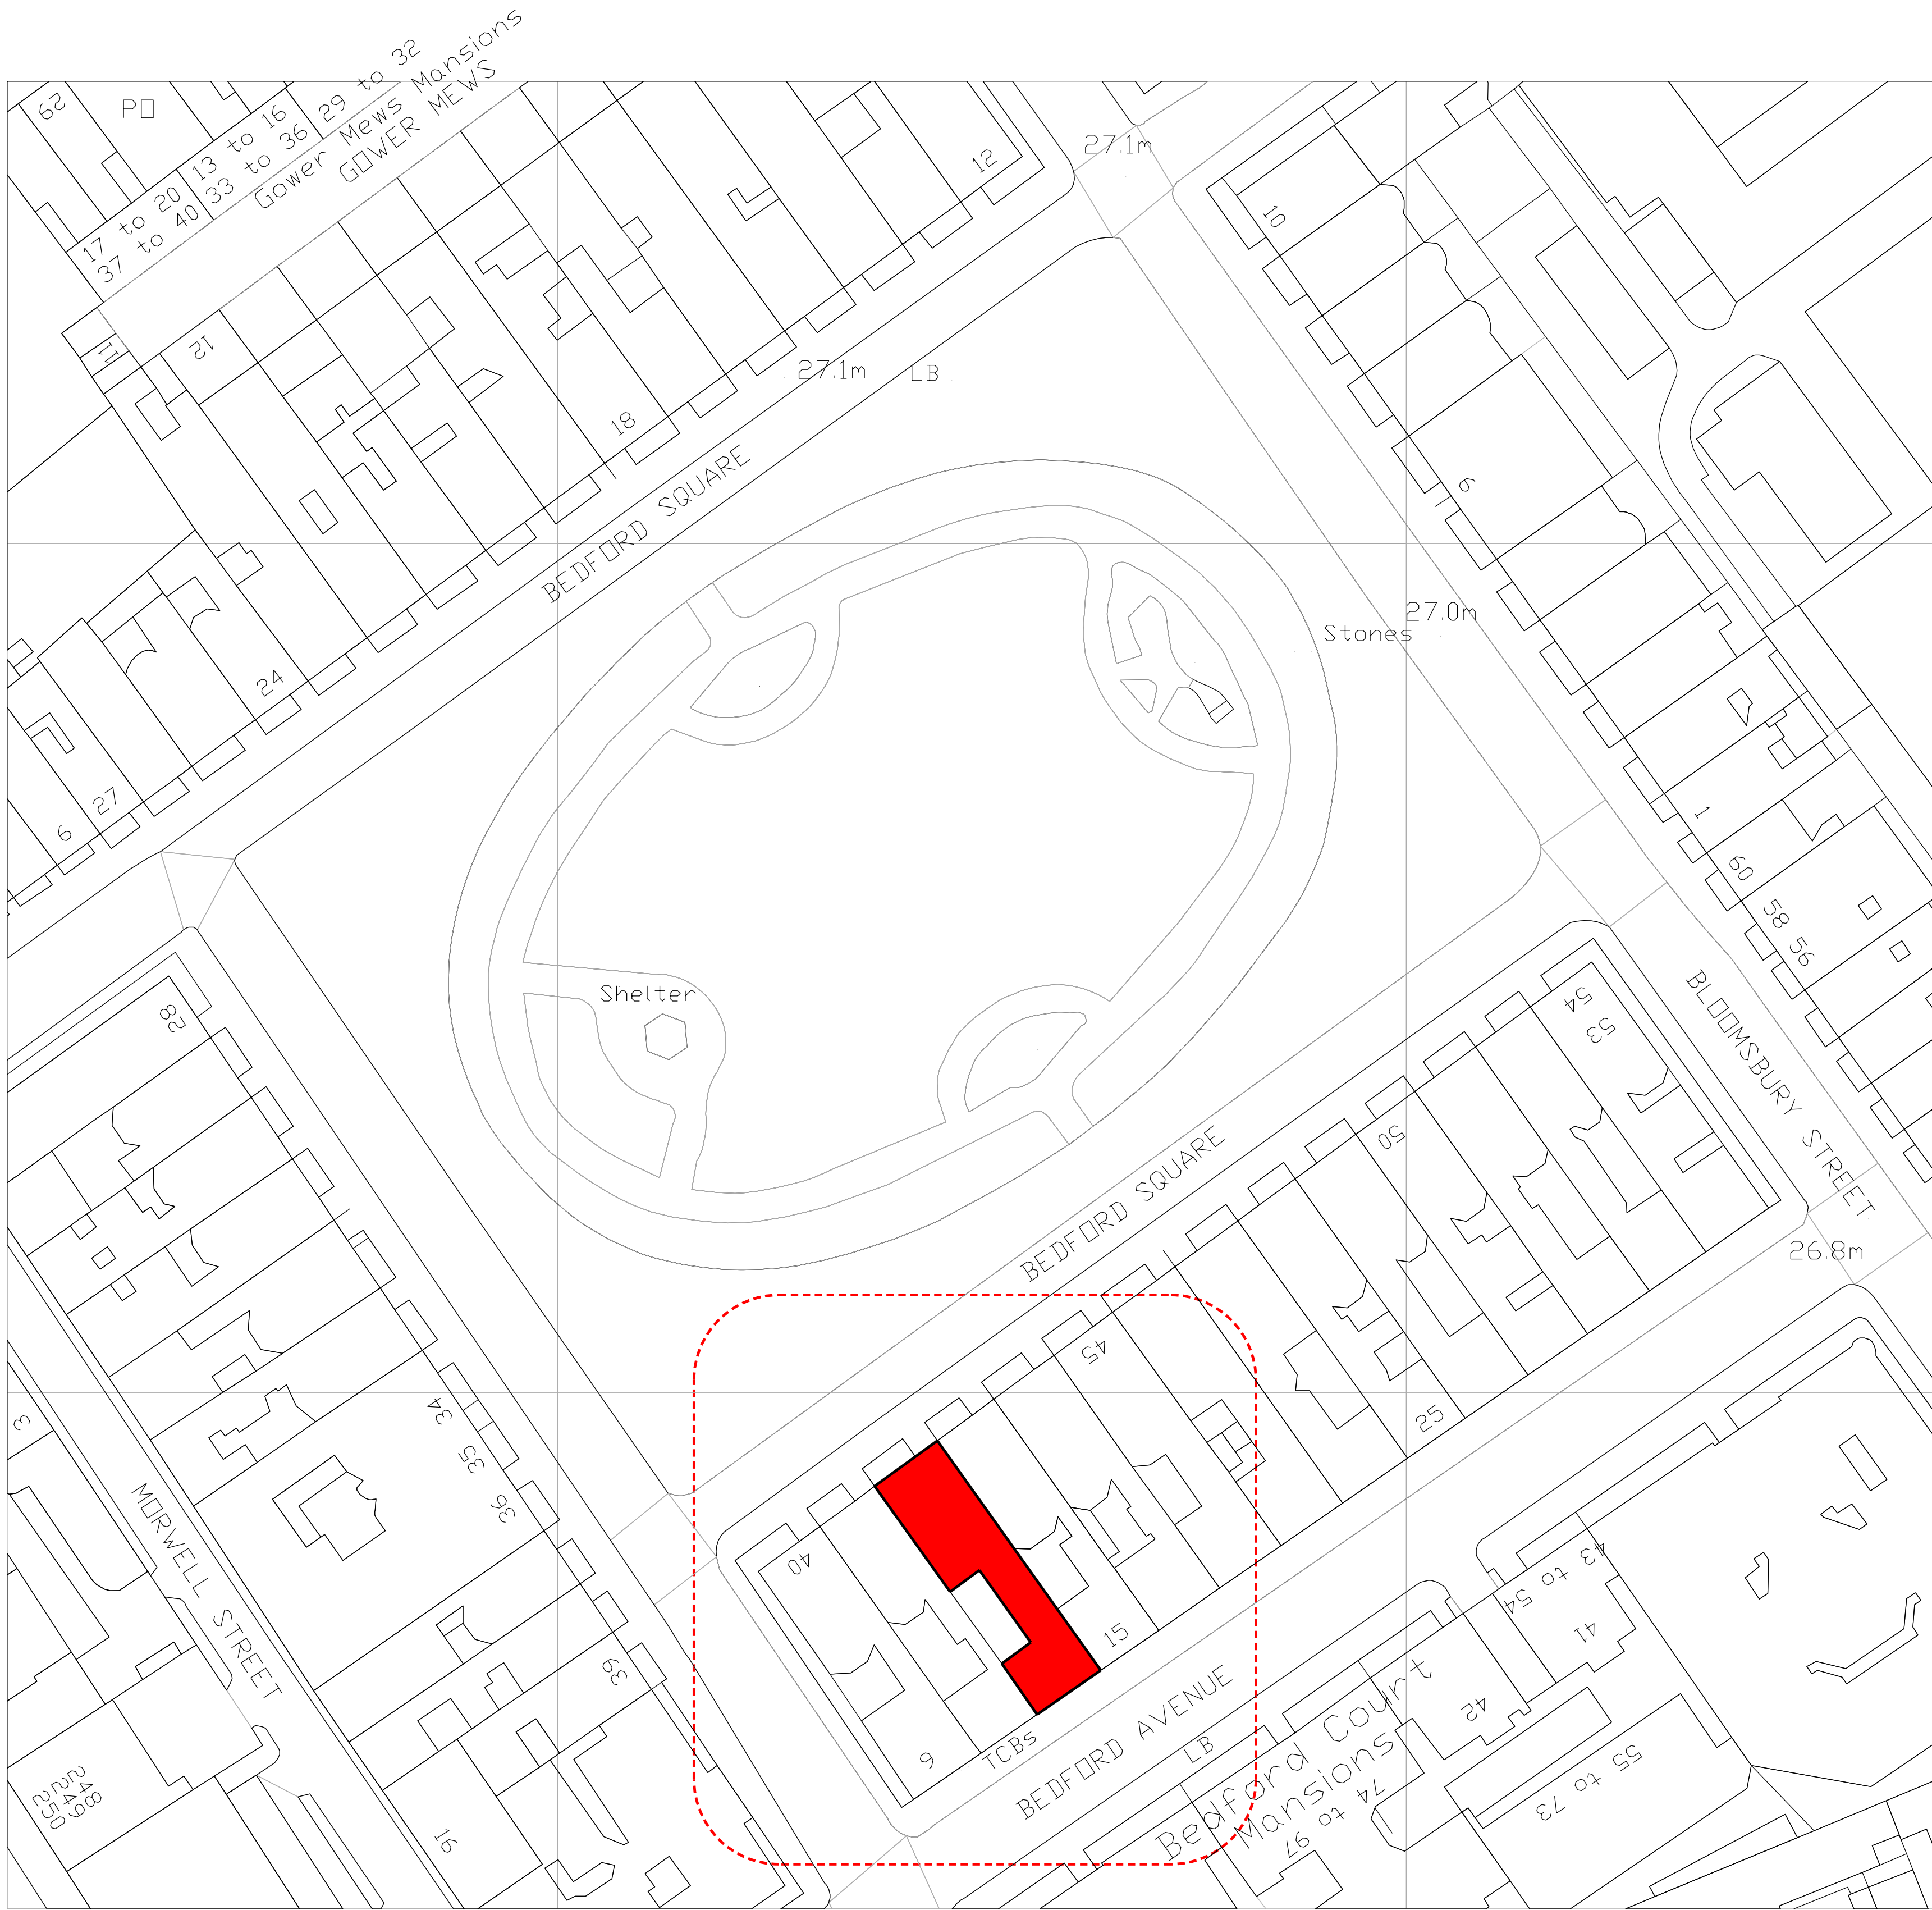 29 to 32
Gower Mews Mansions
62
PO
13 to 16
33 to 36
GOWER MEWS
17 to 20
37 to 40
12
27.1m
10
11
12
27.1m
LB
18
BEDFORD SQUARE
6
27.0m
Stones
24
27
1
60
58
56
28
Shelter
54
53
BLOOMSBURY STREET
50
BEDFORD SQUARE
26.8m
45
34
35
36
3
25
MORWELL STREET
40
39
15
43 to 54
41
42
9
TCBs
BEDFORD AVENUE
LB
Bedford Court
Mansions
74 to 97
55 to 73
248
249
250
16